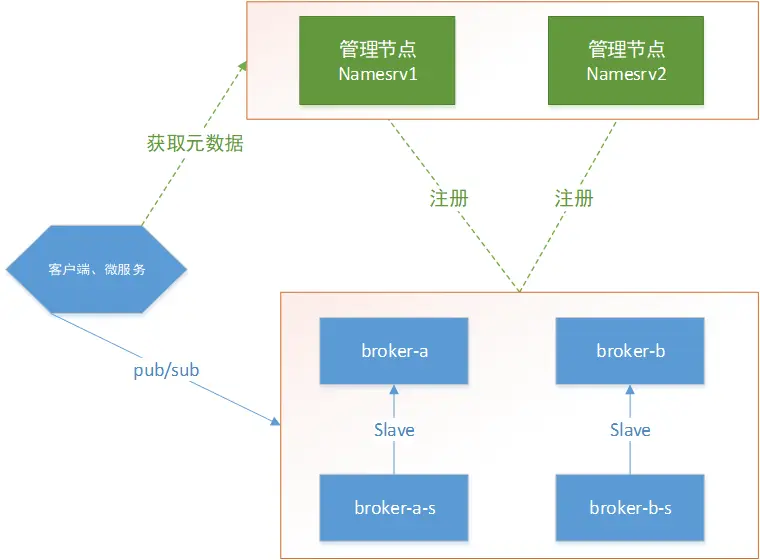 管理节点
Namesrv1
管理节点
Namesrv2
获取元数据
注册
注册
客户端、微服务
pub/sub
broker-a
broker-b
Slave
Slave
broker-a-s
broker-b-s